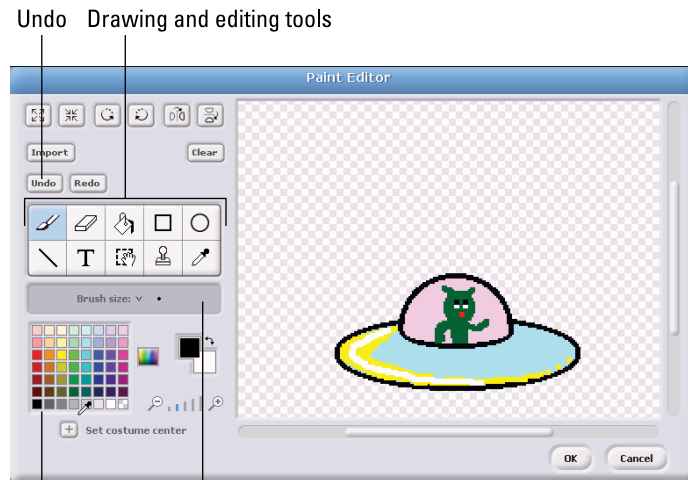 Undo Drawing and editing tools
Paint Editor
Import Clear
Undo Redo
T
Brush size:
Set costume center
OK Cancel